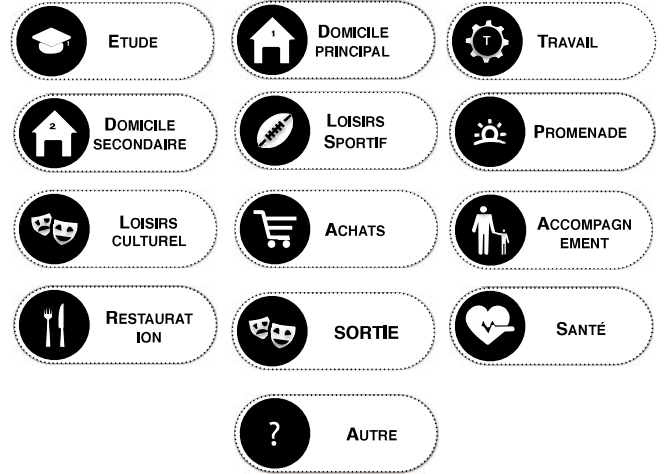 ETUDE
1
DOMICILE
PRINCIPAL
T
TRAVAIL
2
DOMICILE
SECONDAIRE
LOISIRS
SPORTIF
PROMENADE
LOISIRS
CULTUREL
ACHATS
ACCOMPAGN
EMENT
RESTAURAT
ION
SORTIE
SANTÉ
?
AUTRE